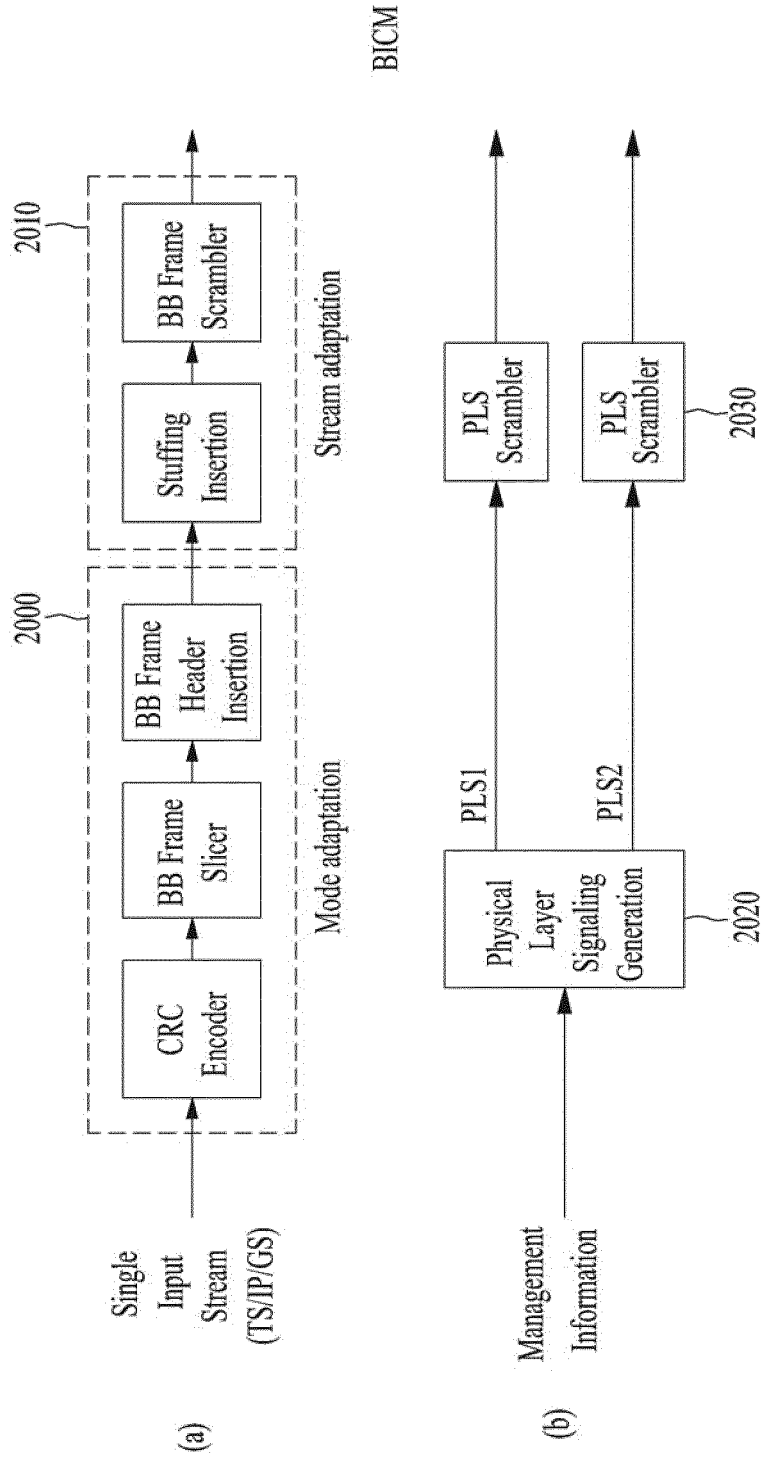 (a)
Single
Input
Stream
(TS/IP/GS)
2000
CRC
Encoder
BB Frame
Slicer
BB Frame
Header
Insertion
Mode adaptation
2010
Stuffing
Insertion
BB Frame
Scrambler
Stream adaptation
BICM
(b)
Management
Information
Physical
Layer
Signaling
Generation
2020
PLS1
PLS2
PLS
Scrambler
PLS
Scrambler
2030